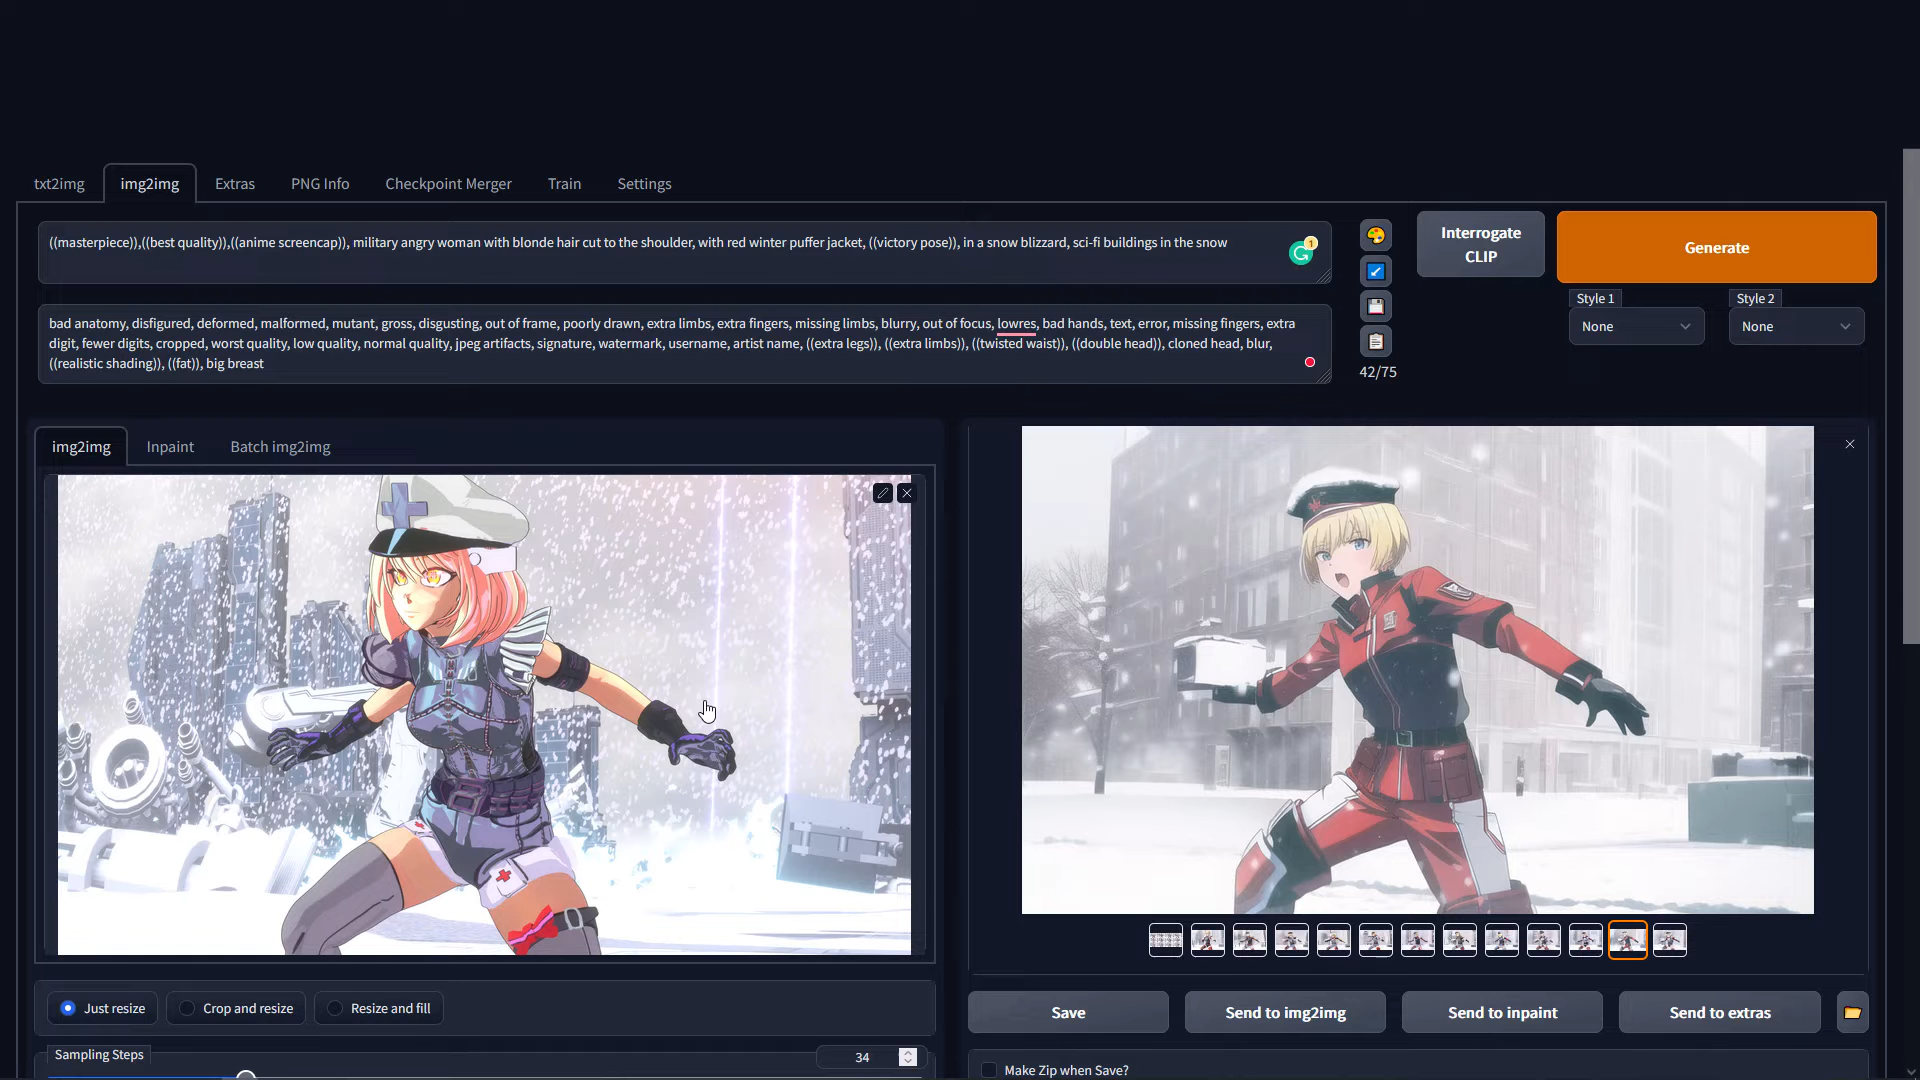 txt2img
img2img
Extras
PNG Info
Checkpoint Merger
Train
Settings
((masterpiece)),((best quality)),((anime screencap)), military angry woman with blonde hair cut to the shoulder, with red winter puffer jacket, ((victory pose)), in a snow blizzard, sci-fi buildings in the snow
1
Interrogate
CLIP
Generate
bad anatomy, disfigured, deformed, malformed, mutant, gross, disgusting, out of frame, poorly drawn, extra limbs, extra fingers, missing limbs, blurry, out of focus, lowres, bad hands, text, error, missing fingers, extra
digit, fewer digits, cropped, worst quality, low quality, normal quality, jpeg artifacts, signature, watermark, username, artist name, ((extra legs)), ((extra limbs)), ((twisted waist)), ((double head)), cloned head, blur,
((realistic shading)), ((fat)), big breast
42/75
Style 1
None
Style 2
None
img2img
Inpaint
Batch img2img
Just resize
Crop and resize
Resize and fill
Sampling Steps
34
Save
Send to img2img
Send to inpaint
Send to extras
Make Zip when Save?